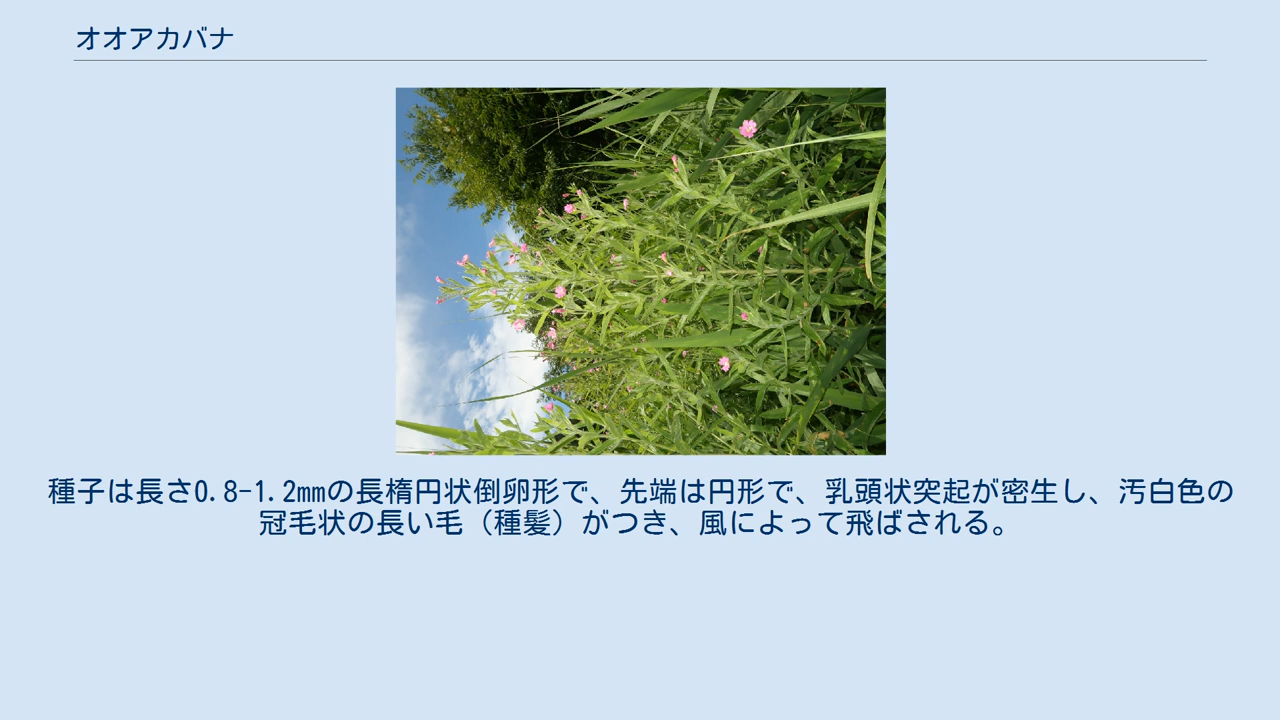 オオアカバナ
種子は長さ0.8-1.2mmの長楕円状倒卵形で、先端は円形で、乳頭状突起が密生し、汚白色の
冠毛状の長い毛（種髪）がつき、風によって飛ばされる。